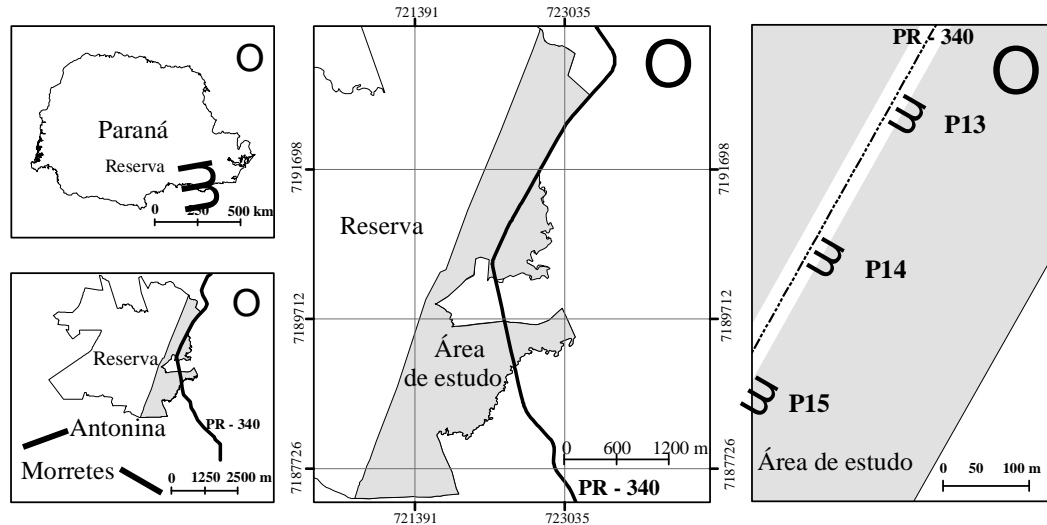 O
Paraná
Reserva
0 250 500 km
O
Reserva
PR - 340
Antonina
Morretes
0 1250 2500 m
721391 723035
O
7191698 7191698
Reserva
7189712 7189712
Área
de estudo
0 600 1200 m
7187726 7187726
PR - 340
721391 723035
PR - 340
O
P13
P14
P15
Área de estudo
0 50 100 m